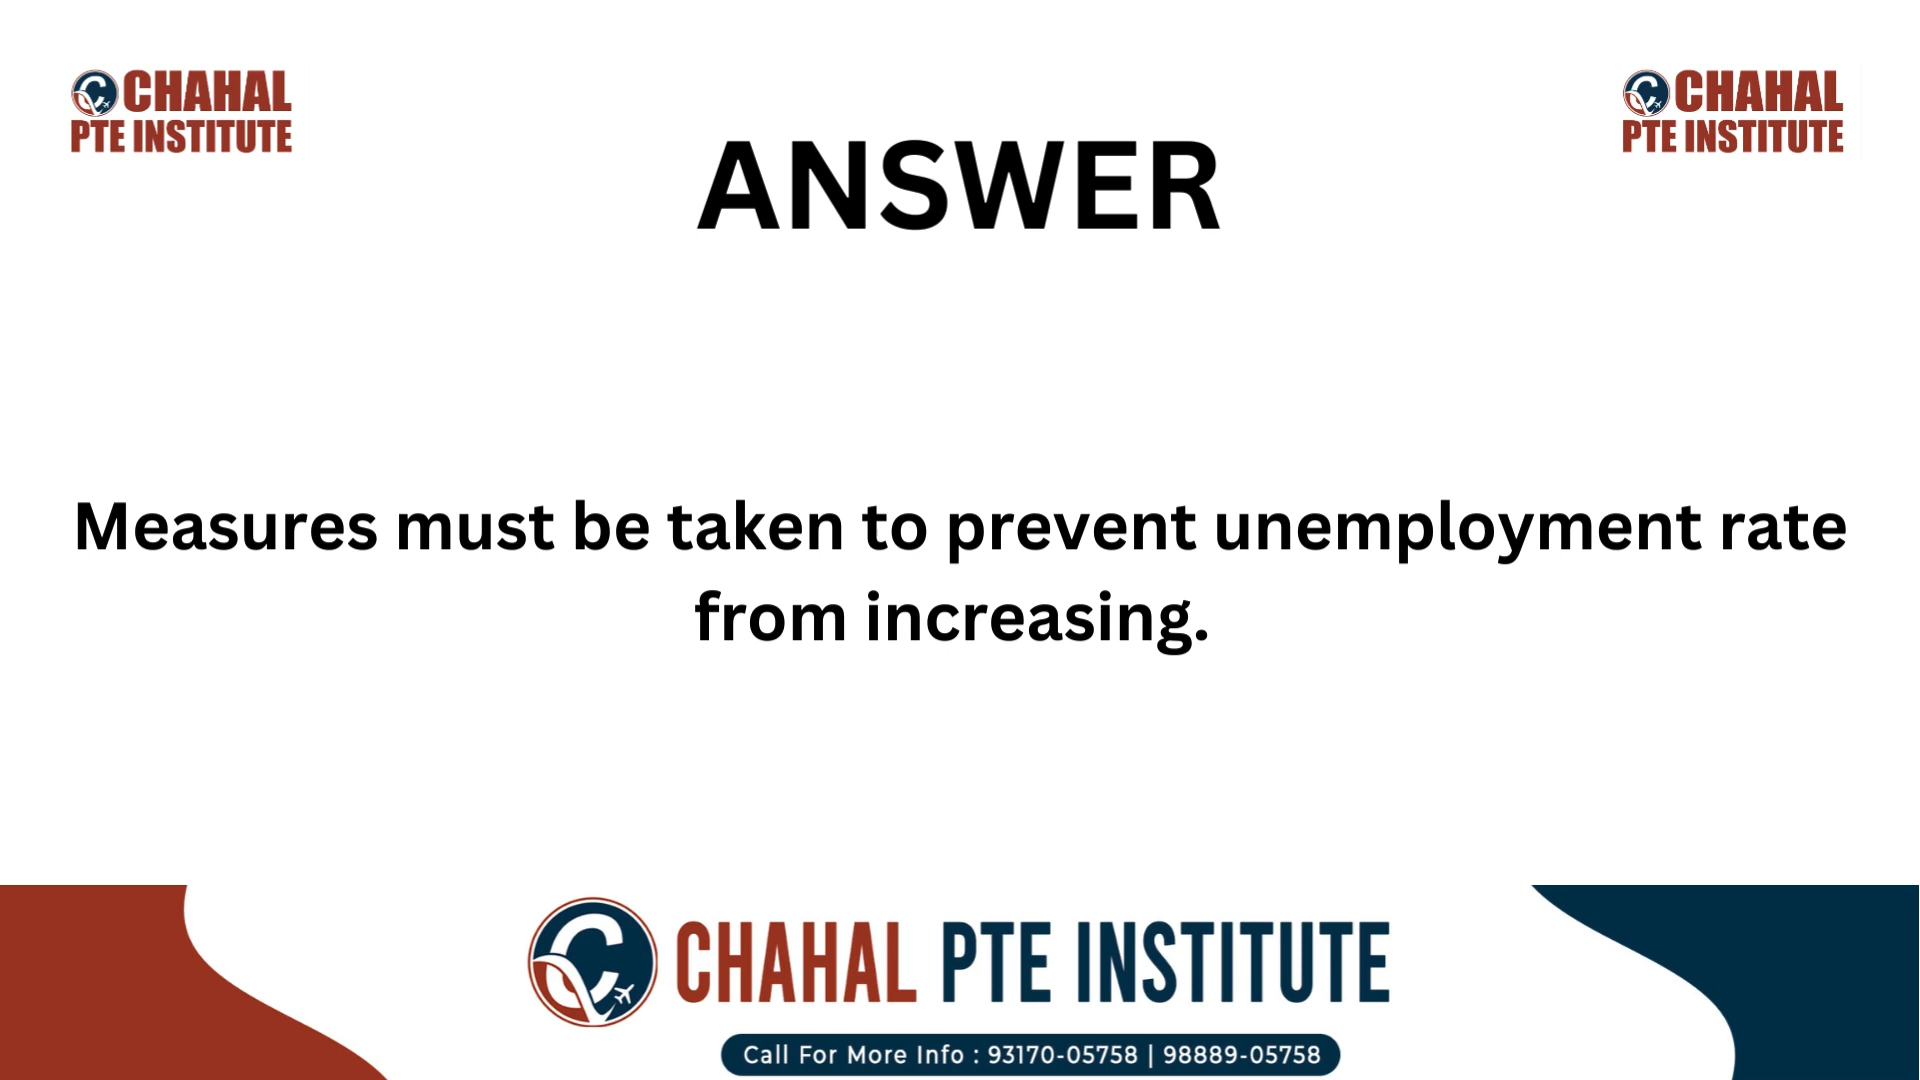 CHAHAL
PTE INSTITUTE
CHAHAL
PTE INSTITUTE
ANSWER
Measures must be taken to prevent unemployment rate
from increasing.
CHAHAL PTE INSTITUTE
Call For More Info : 93170-05758 | 98889-05758